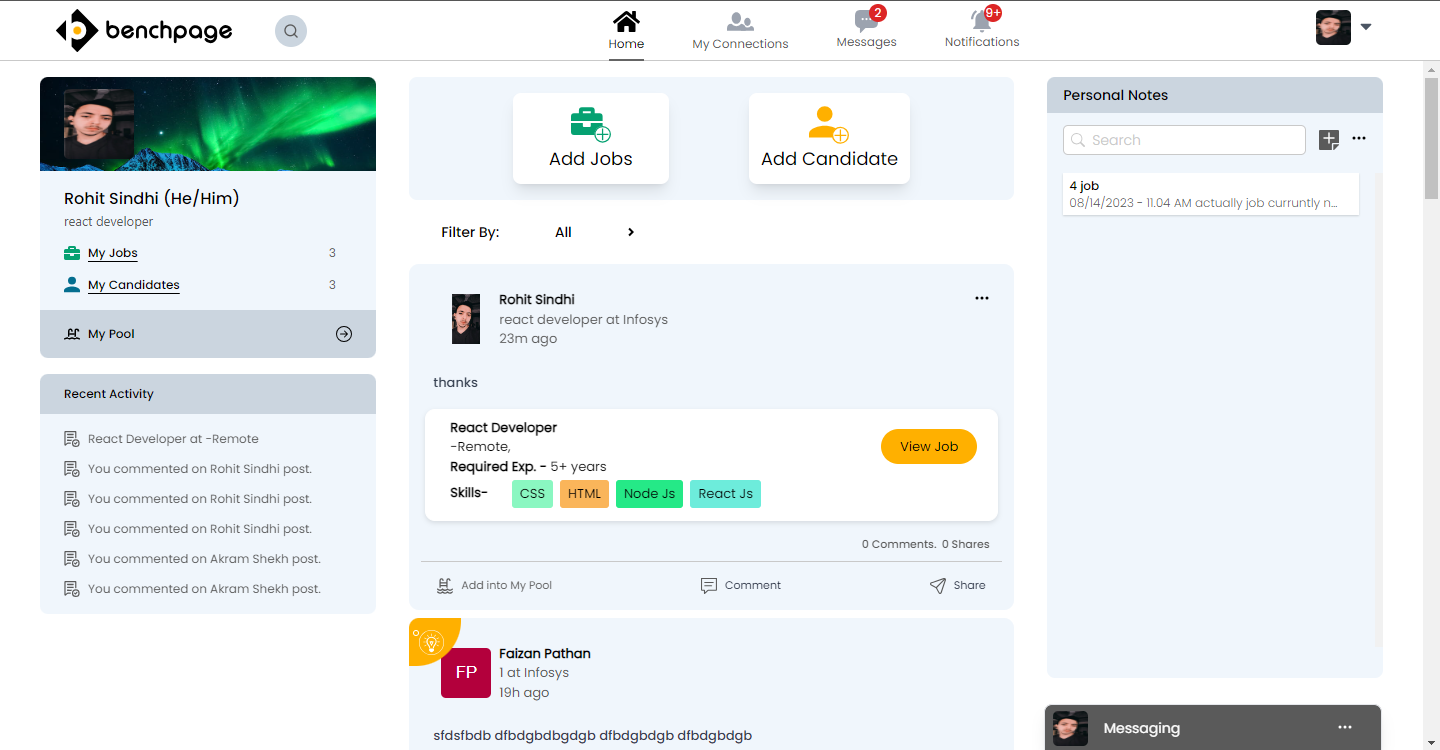 benchpage
Home
My Connections
2
Messages
9+
Notifications
Rohit Sindhi (He/Him)
react developer
My Jobs 3
My Candidates 3
My Pool
Recent Activity
React Developer at -Remote
You commented on Rohit Sindhi post.
You commented on Rohit Sindhi post.
You commented on Rohit Sindhi post.
You commented on Akram Shekh post.
You commented on Akram Shekh post.
Add Jobs
Add Candidate
Filter By: All
Rohit Sindhi
react developer at Infosys
23m ago
thanks
React Developer
-Remote,
Required Exp. - 5+ years
Skills- CSS HTML Node Js React Js
View Job
0 Comments. 0 Shares
Add into My Pool Comment Share
FP
Faizan Pathan
1 at Infosys
19h ago
sfdsfbdb dfbdgbdbgdgb dfbdgbdgb dfbdgbdgb
Personal Notes
Search
4 job
08/14/2023 - 11.04 AM actually job curruntly n...
Messaging